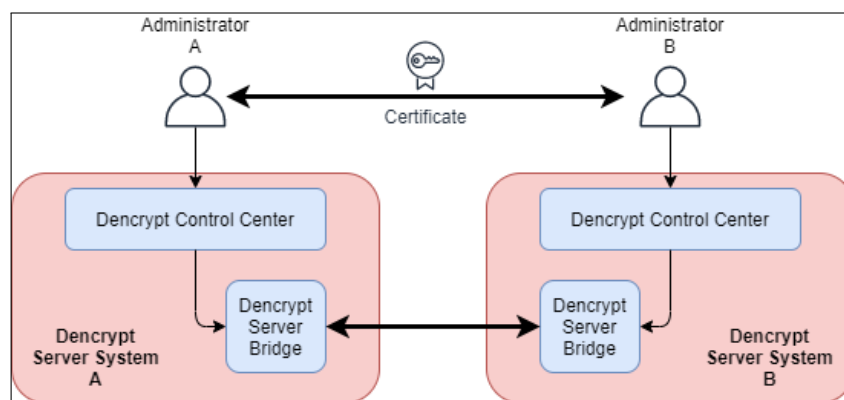 Administrator
A
Administrator
B
Certificate
Dencrypt Control Center
Dencrypt Control Center
Dencrypt
Server
Bridge
Dencrypt
Server
Bridge
Dencrypt
Server System
A
Dencrypt
Server System
B